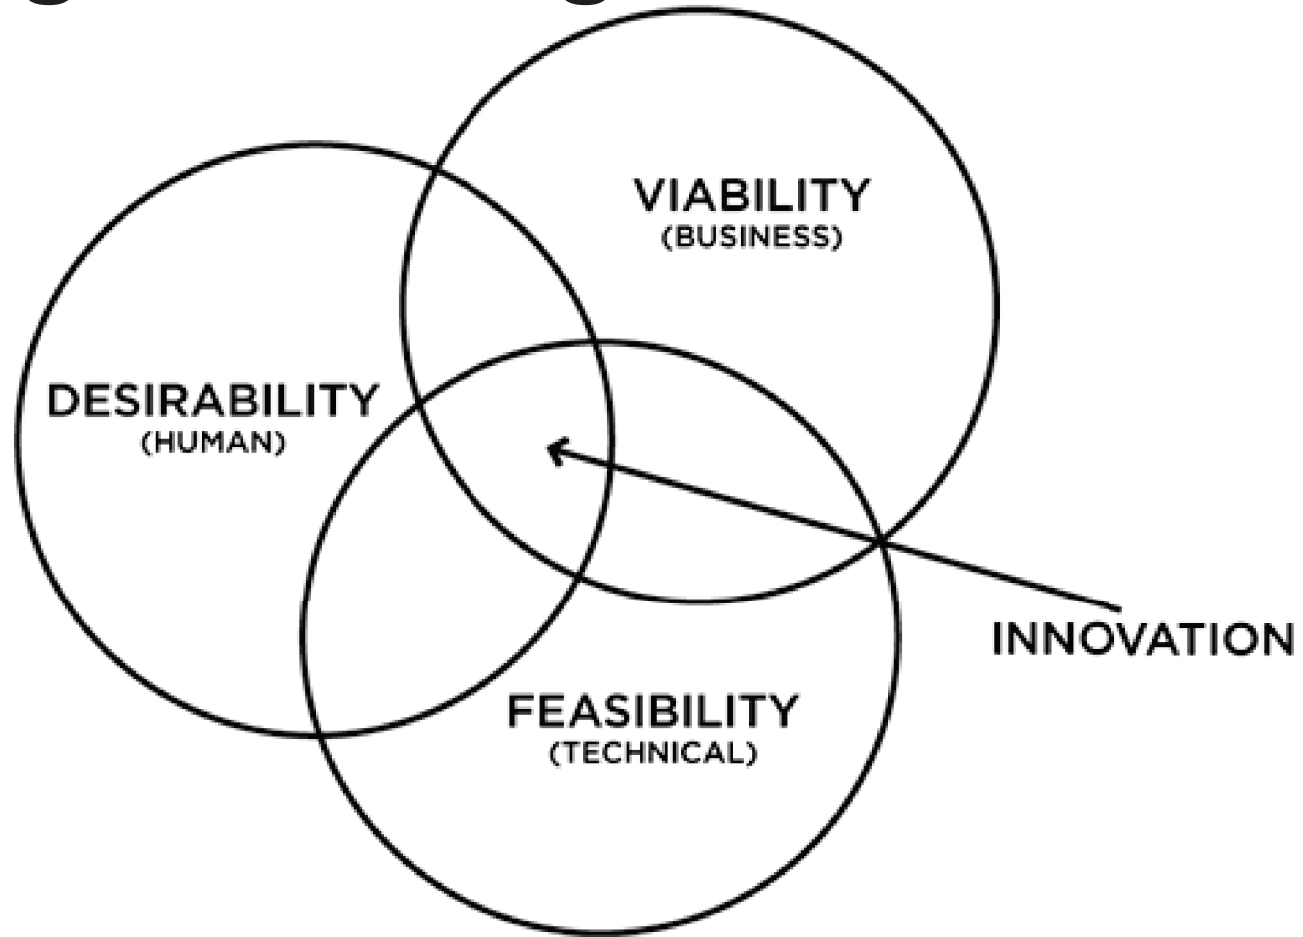 VIABILITY
(BUSINESS)
DESIRABILITY
(HUMAN)
INNOVATION
FEASIBILITY
(TECHNICAL)